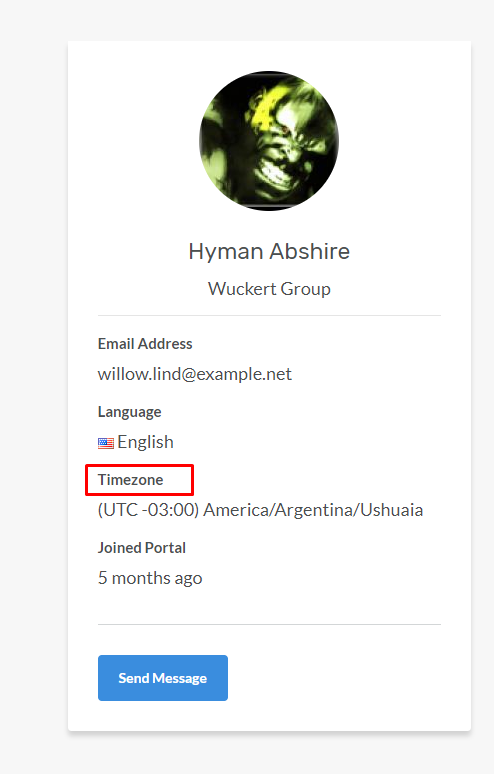 Hyman Abshire
Wuckert Group
Email Address
willow.lind@example.net
Language
English
Timezone
(UTC -03:00) America/Argentina/Ushuaia
Joined Portal
5 months ago
Send Message